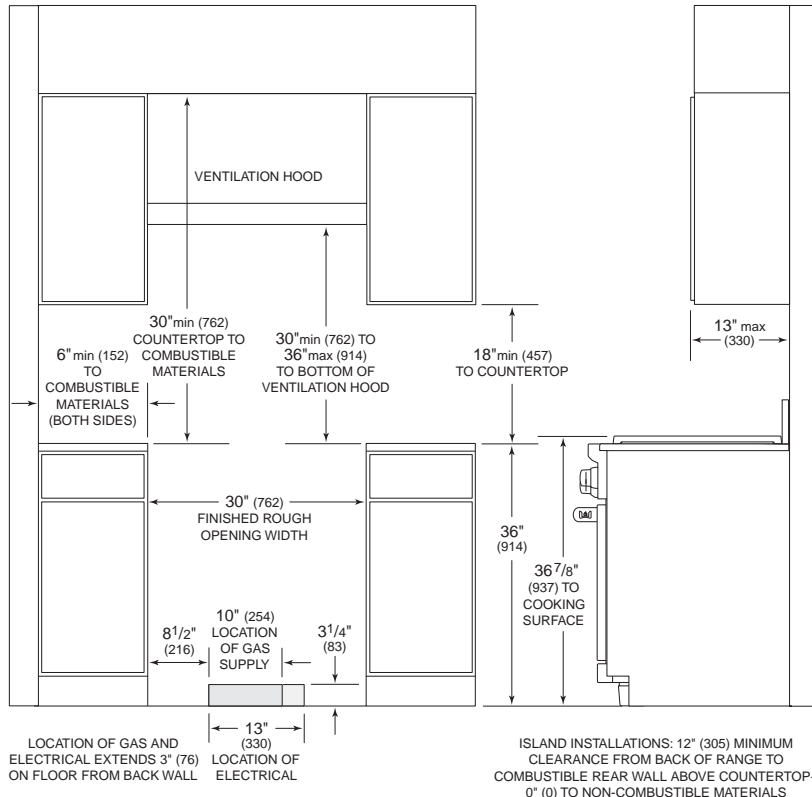 VENTILATION HOOD
30" min (762)
COUNTERTOP TO
COMBUSTIBLE
MATERIALS
6" min (152)
TO
COMBUSTIBLE
MATERIALS
(BOTH SIDES)
30" min (762) TO
36" max (914)
TO BOTTOM OF
VENTILATION HOOD
18" min (457)
TO COUNTERTOP
13" max
(330)
30" (762)
FINISHED ROUGH
OPENING WIDTH
36"
(914)
36 7/8"
(937) TO
COOKING
SURFACE
8 1/2"
(216)
10" (254)
LOCATION
OF GAS
SUPPLY
3 1/4"
(83)
13"
(330)
LOCATION OF
ELECTRICAL
LOCATION OF GAS AND
ELECTRICAL EXTENDS 3" (76)
ON FLOOR FROM BACK WALL
ISLAND INSTALLATIONS: 12" (305) MINIMUM
CLEARANCE FROM BACK OF RANGE TO
COMBUSTIBLE REAR WALL ABOVE COUNTERTOP-
0" (0) TO NON-COMBUSTIBLE MATERIALS